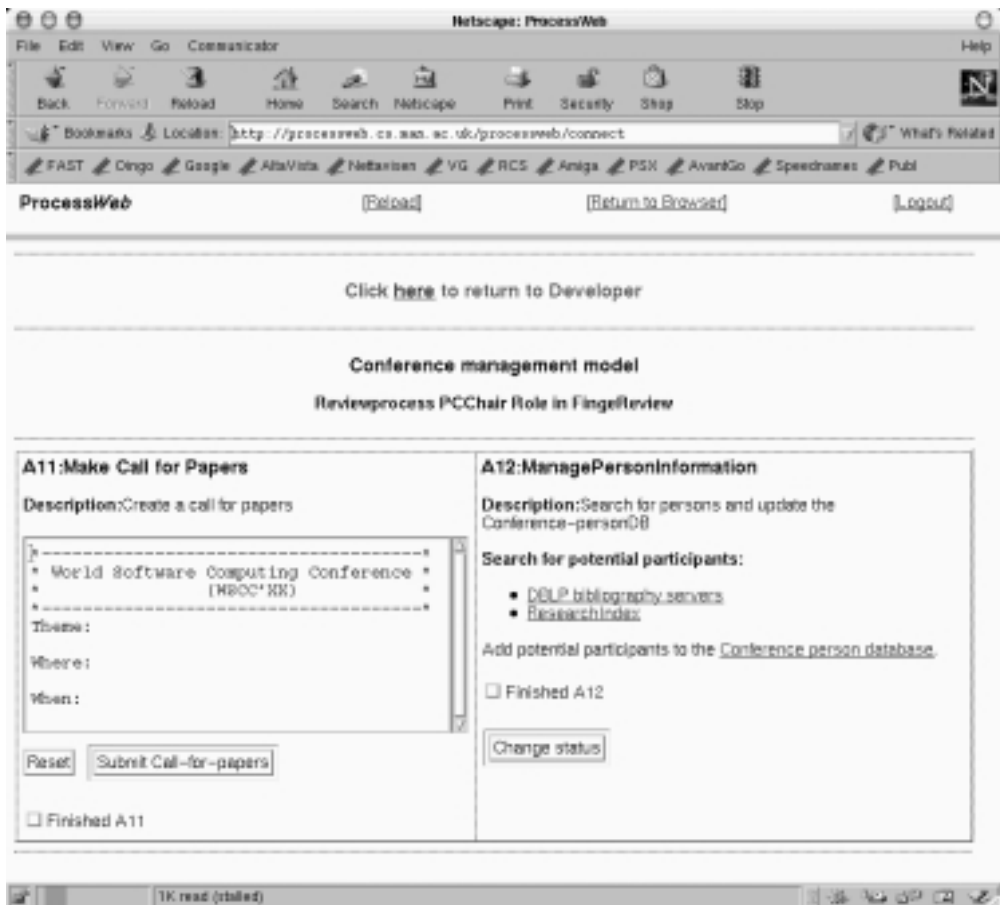 Netscape: ProcessWeb
File Edit View Go Communicator Help
Back Forward Reload Home Search Netscape Print Security Shop Stop
Bookmarks Location: http://processweb.cs.man.ac.uk/processweb/connect What's Related
FAST Oingo Google AltaVista Nettavisen VG RCS Amiga PSX AvantGo Speednames Publ
ProcessWeb [Reload] [Return to Browser] [Logout]
Click here to return to Developer
Conference management model
Reviewprocess PCChair Role in FingeReview
A11:Make Call for Papers
Description:Create a call for papers
*----------------------------------------*
* World Software Computing Conference *
* (WSCC'XX) *
*----------------------------------------*
Theme:
Where:
When:
Reset Submit Call-for-papers
Finished A11
A12:ManagePersonInformation
Description:Search for persons and update the
Conference-personDB
Search for potential participants:
• DBLP bibliography servers
• ResearchIndex
Add potential participants to the Conference person database.
Finished A12
Change status
1K read (stalled)